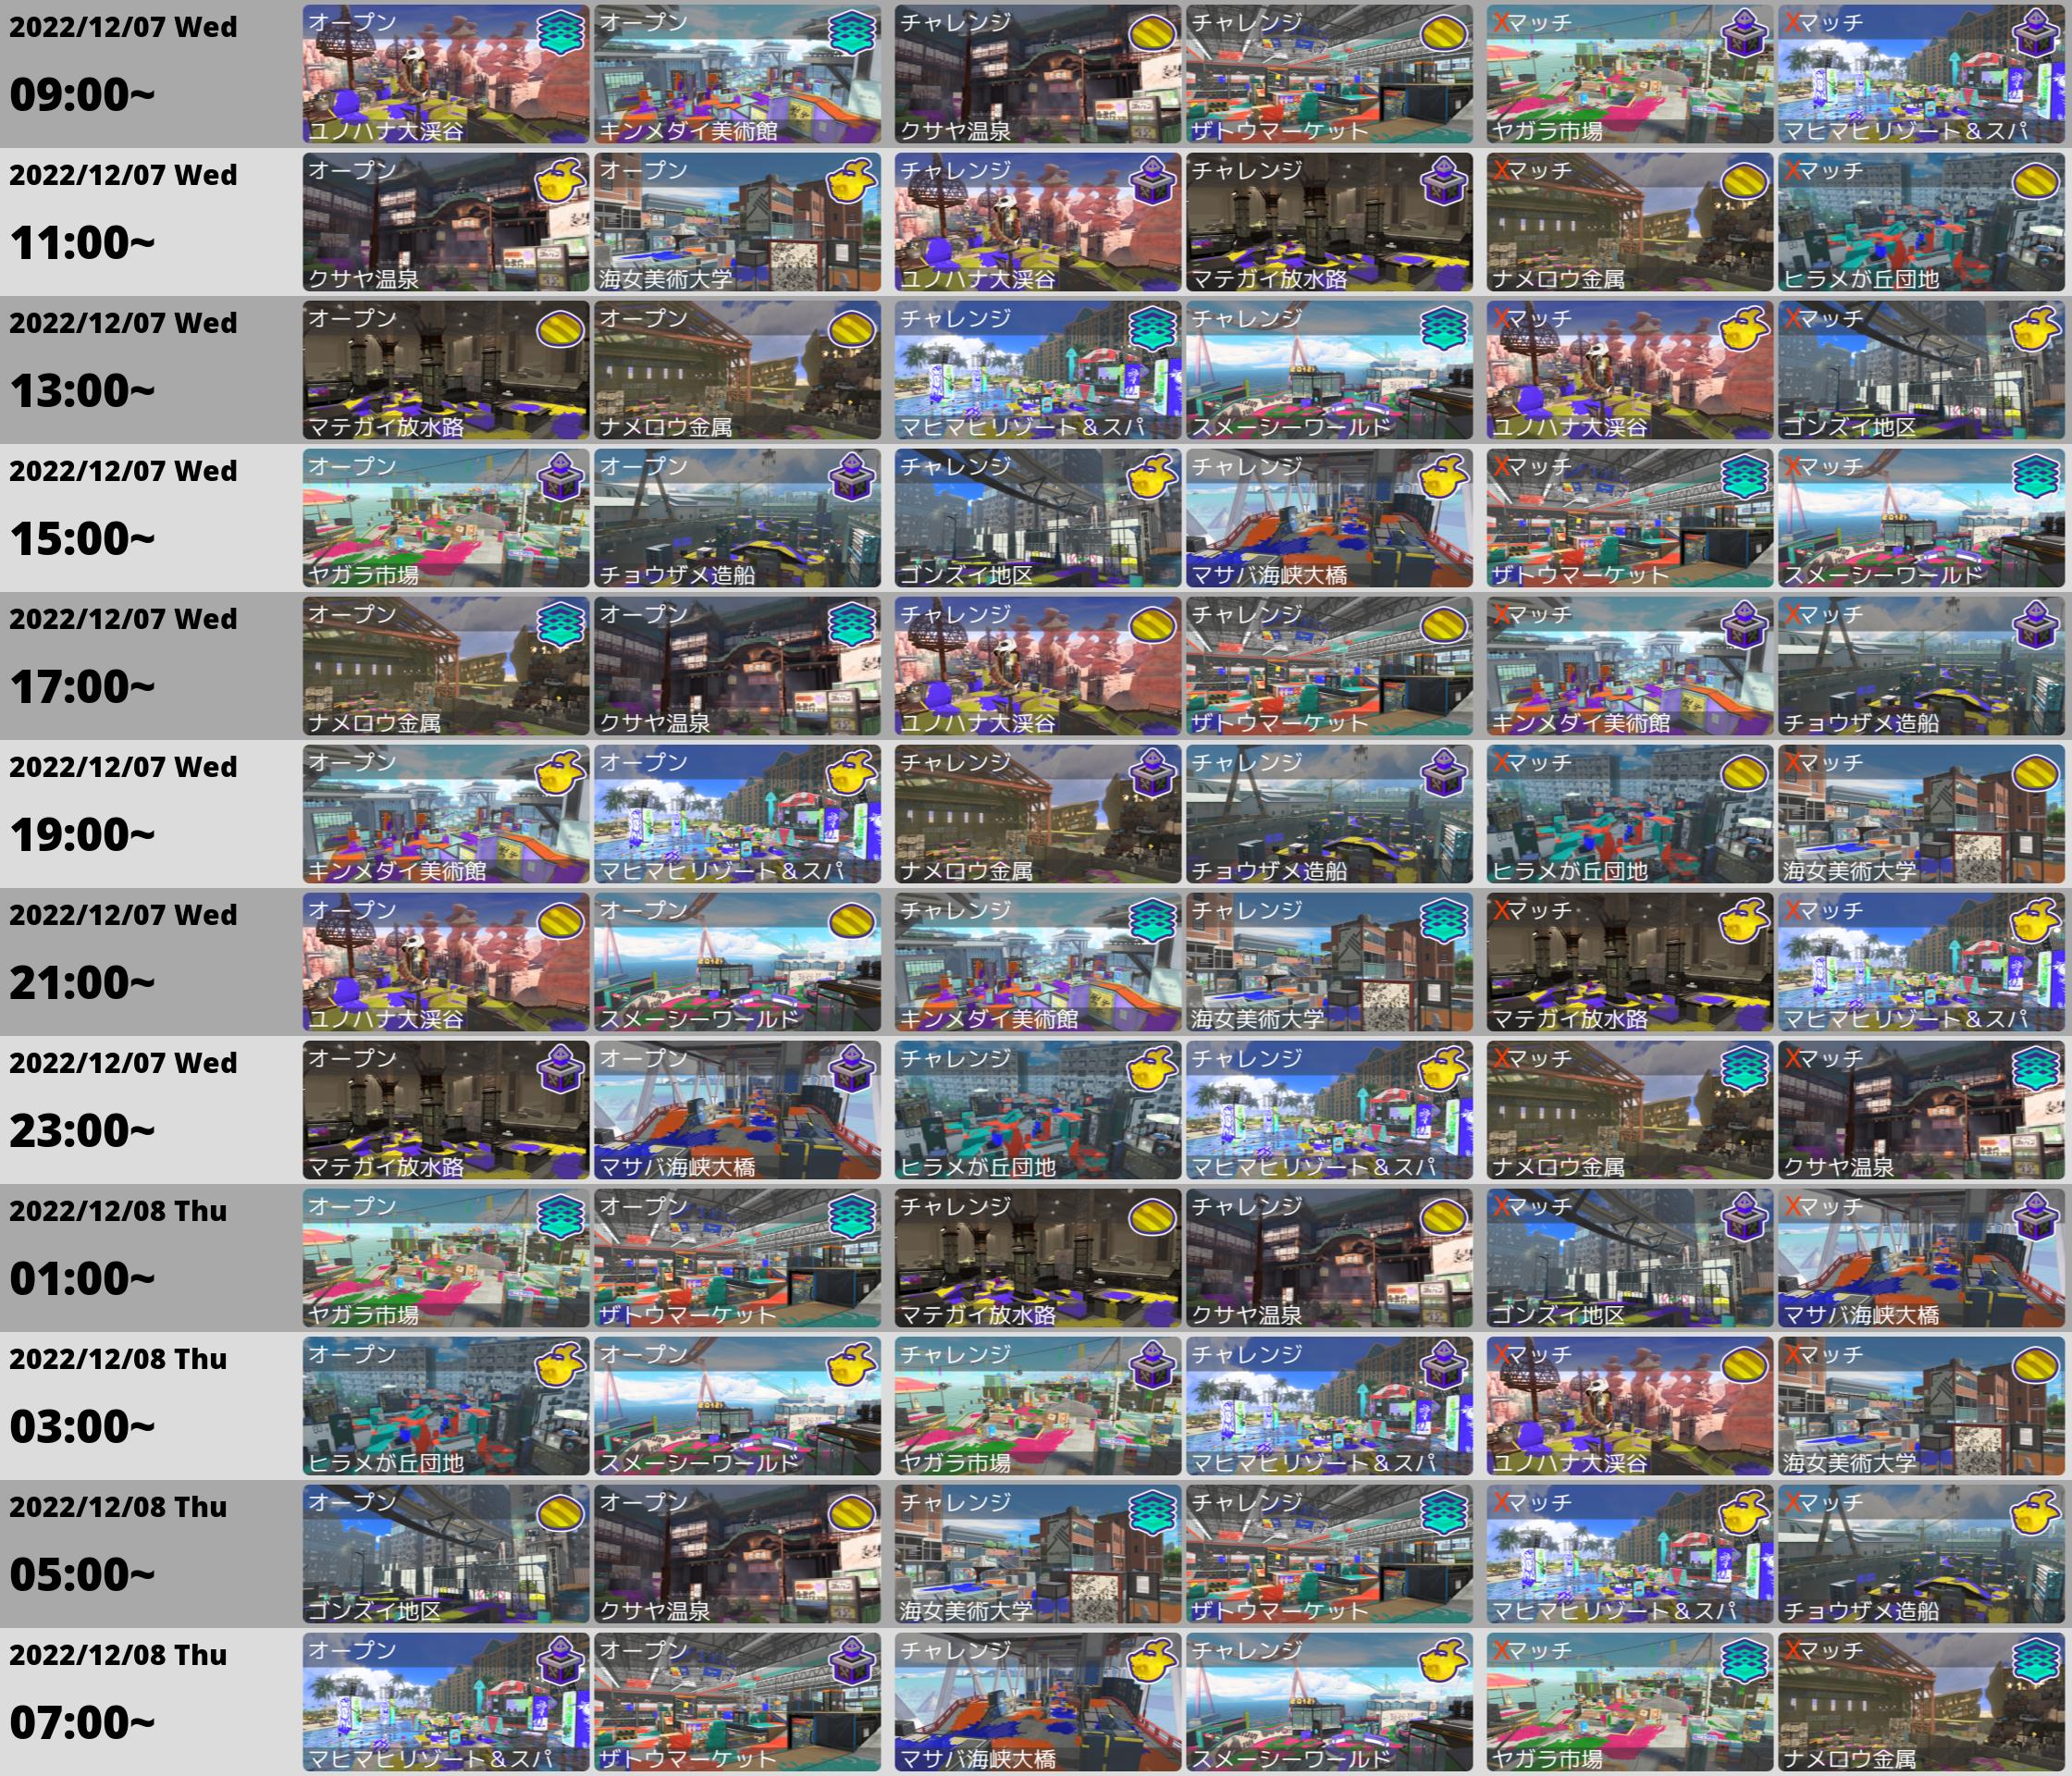 2022/12/07 Wed
09:00~
オープン オープン チャレンジ チャレンジ Xマッチ Xマッチ
ユノハナ大渓谷 キンメダイ美術館 クサヤ温泉 ザトウマーケット ヤガラ市場 マヒマヒリゾート＆スパ
2022/12/07 Wed
11:00~
オープン オープン チャレンジ チャレンジ Xマッチ Xマッチ
クサヤ温泉 海女美術大学 ユノハナ大渓谷 マテガイ放水路 ナメロウ金属 ヒラメが丘団地
2022/12/07 Wed
13:00~
オープン オープン チャレンジ チャレンジ Xマッチ Xマッチ
マテガイ放水路 ナメロウ金属 マヒマヒリゾート＆スパ スメーシーワールド ユノハナ大渓谷 ゴンズイ地区
2022/12/07 Wed
15:00~
オープン オープン チャレンジ チャレンジ Xマッチ Xマッチ
ヤガラ市場 チョウザメ造船 ゴンズイ地区 マサバ海峡大橋 ザトウマーケット スメーシーワールド
2022/12/07 Wed
17:00~
オープン オープン チャレンジ チャレンジ Xマッチ Xマッチ
ナメロウ金属 クサヤ温泉 ユノハナ大渓谷 ザトウマーケット キンメダイ美術館 チョウザメ造船
2022/12/07 Wed
19:00~
オープン オープン チャレンジ チャレンジ Xマッチ Xマッチ
キンメダイ美術館 マヒマヒリゾート＆スパ ナメロウ金属 チョウザメ造船 ヒラメが丘団地 海女美術大学
2022/12/07 Wed
21:00~
オープン オープン チャレンジ チャレンジ Xマッチ Xマッチ
ユノハナ大渓谷 スメーシーワールド キンメダイ美術館 海女美術大学 マテガイ放水路 マヒマヒリゾート＆スパ
2022/12/07 Wed
23:00~
オープン オープン チャレンジ チャレンジ Xマッチ Xマッチ
マテガイ放水路 マサバ海峡大橋 ヒラメが丘団地 マヒマヒリゾート＆スパ ナメロウ金属 クサヤ温泉
2022/12/08 Thu
01:00~
オープン オープン チャレンジ チャレンジ Xマッチ Xマッチ
ヤガラ市場 ザトウマーケット マテガイ放水路 クサヤ温泉 ゴンズイ地区 マサバ海峡大橋
2022/12/08 Thu
03:00~
オープン オープン チャレンジ チャレンジ Xマッチ Xマッチ
ヒラメが丘団地 スメーシーワールド ヤガラ市場 マヒマヒリゾート＆スパ ユノハナ大渓谷 海女美術大学
2022/12/08 Thu
05:00~
オープン オープン チャレンジ チャレンジ Xマッチ Xマッチ
ゴンズイ地区 クサヤ温泉 海女美術大学 ザトウマーケット マヒマヒリゾート＆スパ チョウザメ造船
2022/12/08 Thu
07:00~
オープン オープン チャレンジ チャレンジ Xマッチ Xマッチ
マヒマヒリゾート＆スパ ザトウマーケット マサバ海峡大橋 スメーシーワールド ヤガラ市場 ナメロウ金属